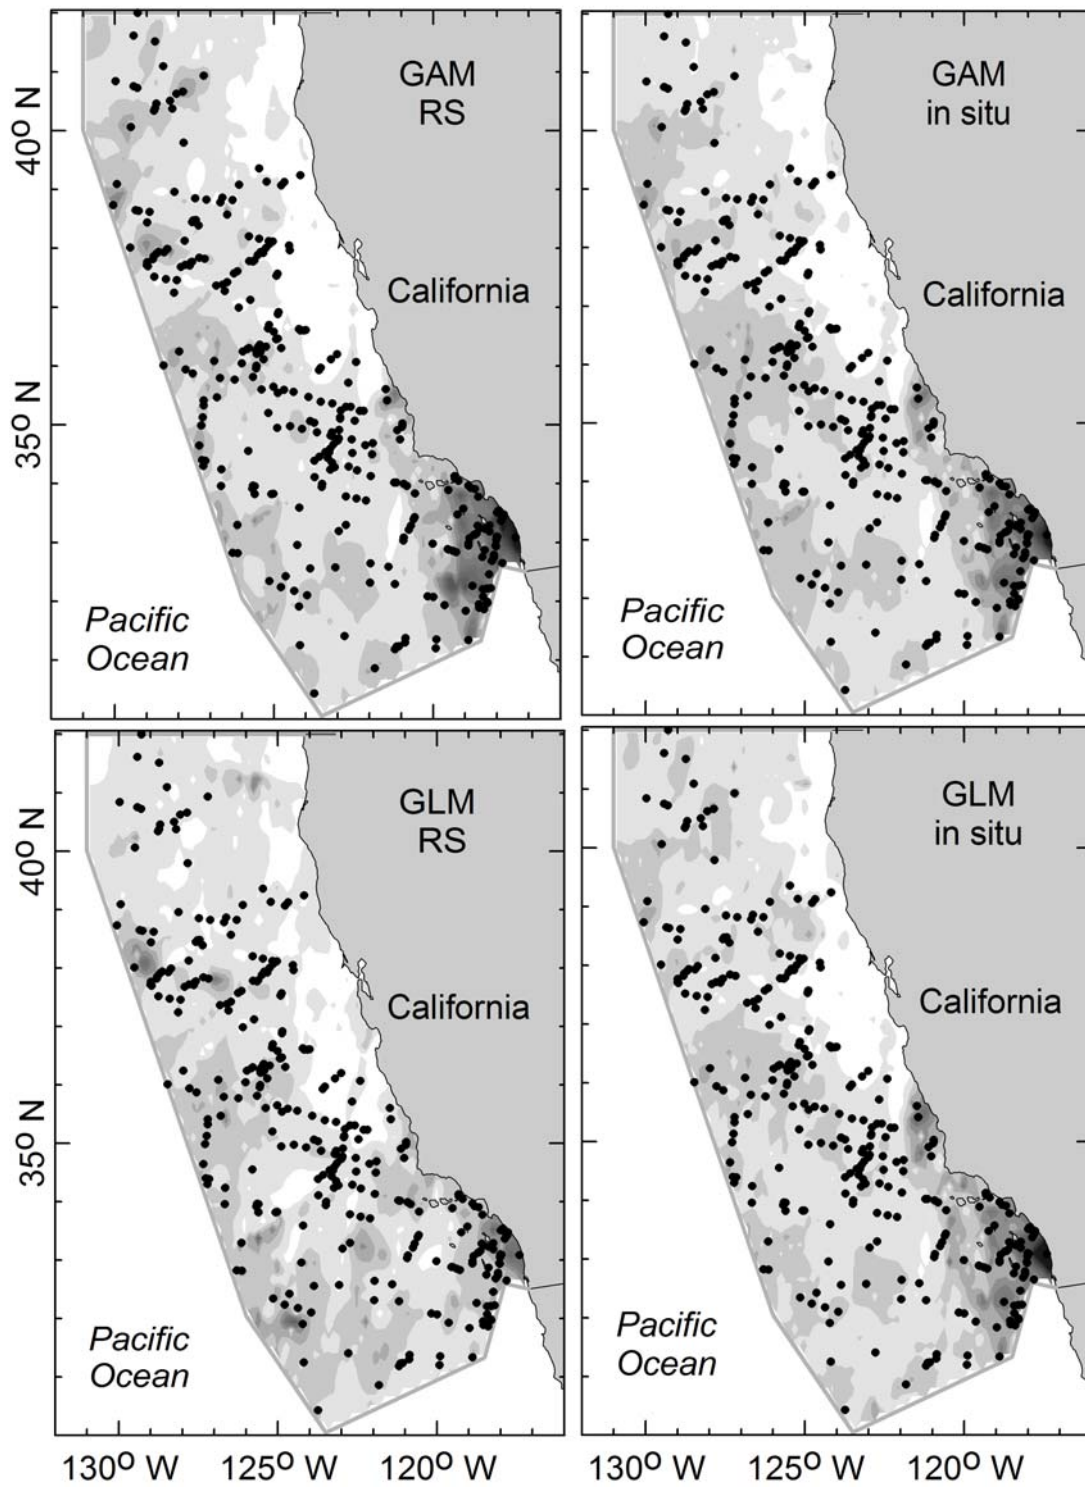 GAM
RS
40° N
California
35° N
Pacific
Ocean
GAM
in situ
California
Pacific
Ocean
GLM
RS
40° N
California
35° N
Pacific
Ocean
130° W
125° W
120° W
GLM
in situ
California
Pacific
Ocean
130° W
125° W
120° W